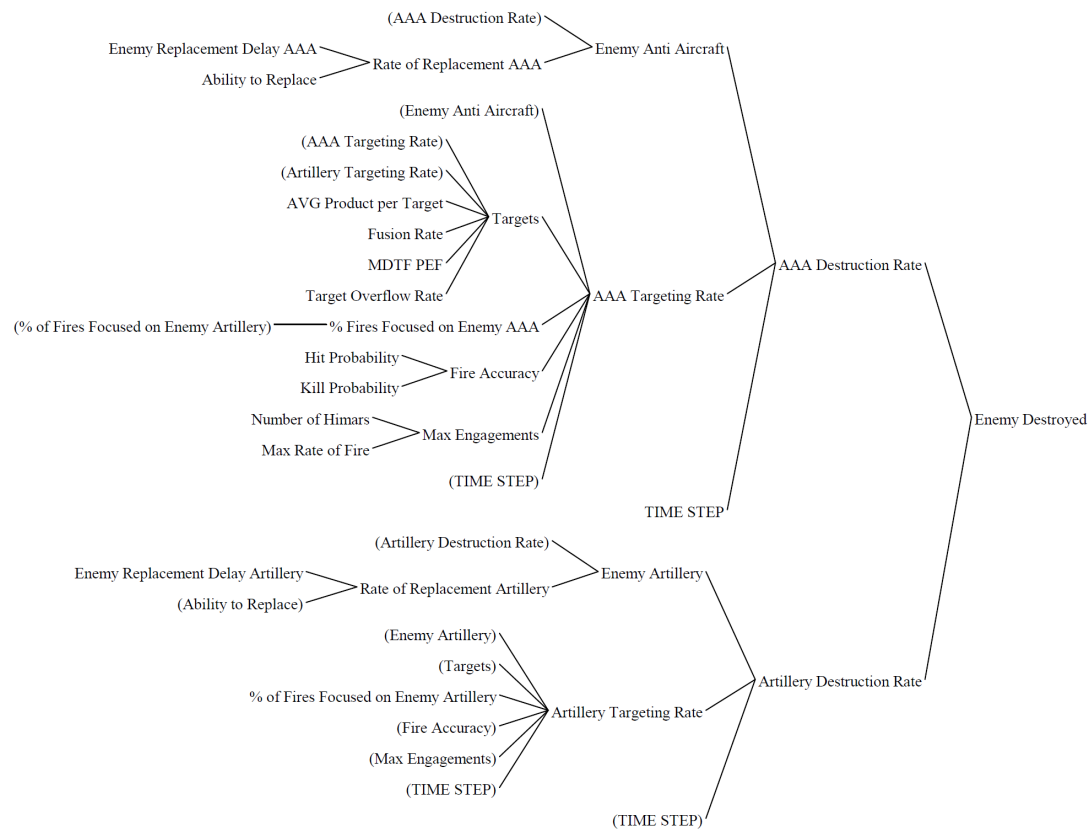 (AAA Destruction Rate)
Enemy Replacement Delay AAA
Enemy Anti Aircraft
Rate of Replacement AAA
Ability to Replace
(Enemy Anti Aircraft)
(AAA Targeting Rate)
(Artillery Targeting Rate)
AVG Product per Target
Targets
Fusion Rate
MDTF PEF
AAA Destruction Rate
Target Overflow Rate
AAA Targeting Rate
(% of Fires Focused on Enemy Artillery)
% Fires Focused on Enemy AAA
Hit Probability
Fire Accuracy
Kill Probability
Number of Himars
Enemy Destroyed
Max Engagements
Max Rate of Fire
(TIME STEP)
TIME STEP
(Artillery Destruction Rate)
Enemy Replacement Delay Artillery
Enemy Artillery
Rate of Replacement Artillery
(Ability to Replace)
(Enemy Artillery)
(Targets)
Artillery Destruction Rate
% of Fires Focused on Enemy Artillery
Artillery Targeting Rate
(Fire Accuracy)
(Max Engagements)
(TIME STEP)
(TIME STEP)